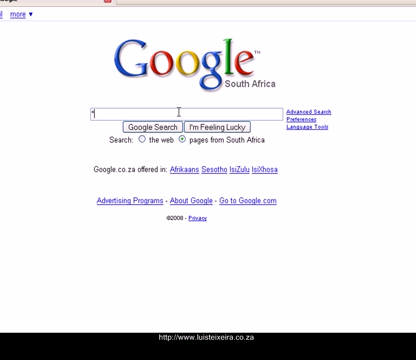 more ▼
Google™
South Africa
"
Advanced Search
Preferences
Language Tools
Google Search I'm Feeling Lucky
Search: the web pages from South Africa
Google.co.za offered in: Afrikaans Sesotho IsiZulu IsiXhosa
Advertising Programs - About Google - Go to Google.com
©2008 - Privacy
http://www.luisteixeira.co.za